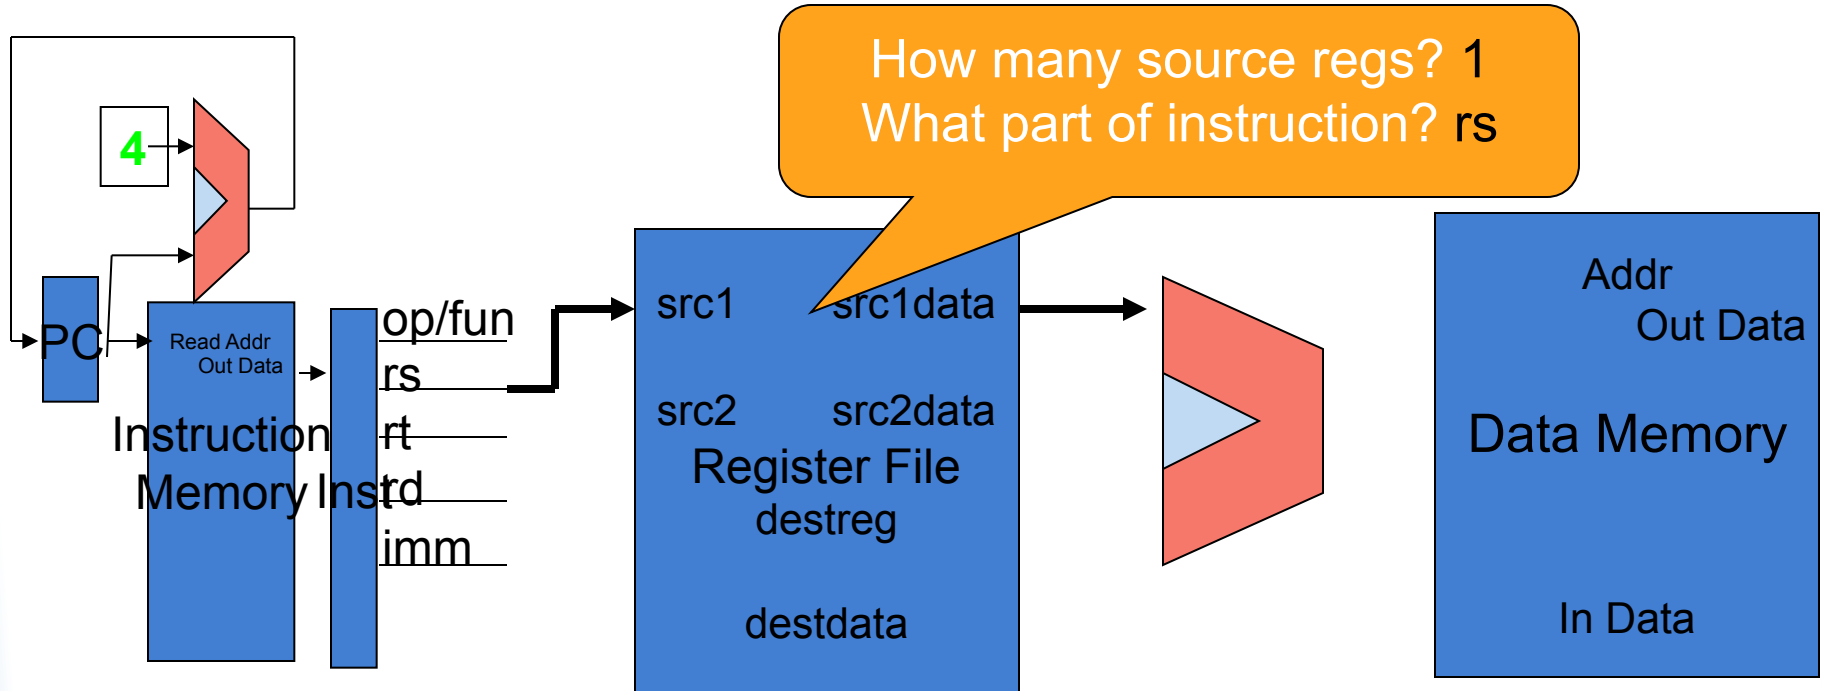 How many source regs? 1
What part of instruction? rs
4
PC
Read Addr
Out Data
Instruction
Memory
Instr
op/fun
rs
rt
rd
imm
src1
src1data
src2
src2data
Register File
destreg
destdata
Addr
Out Data
Data Memory
In Data